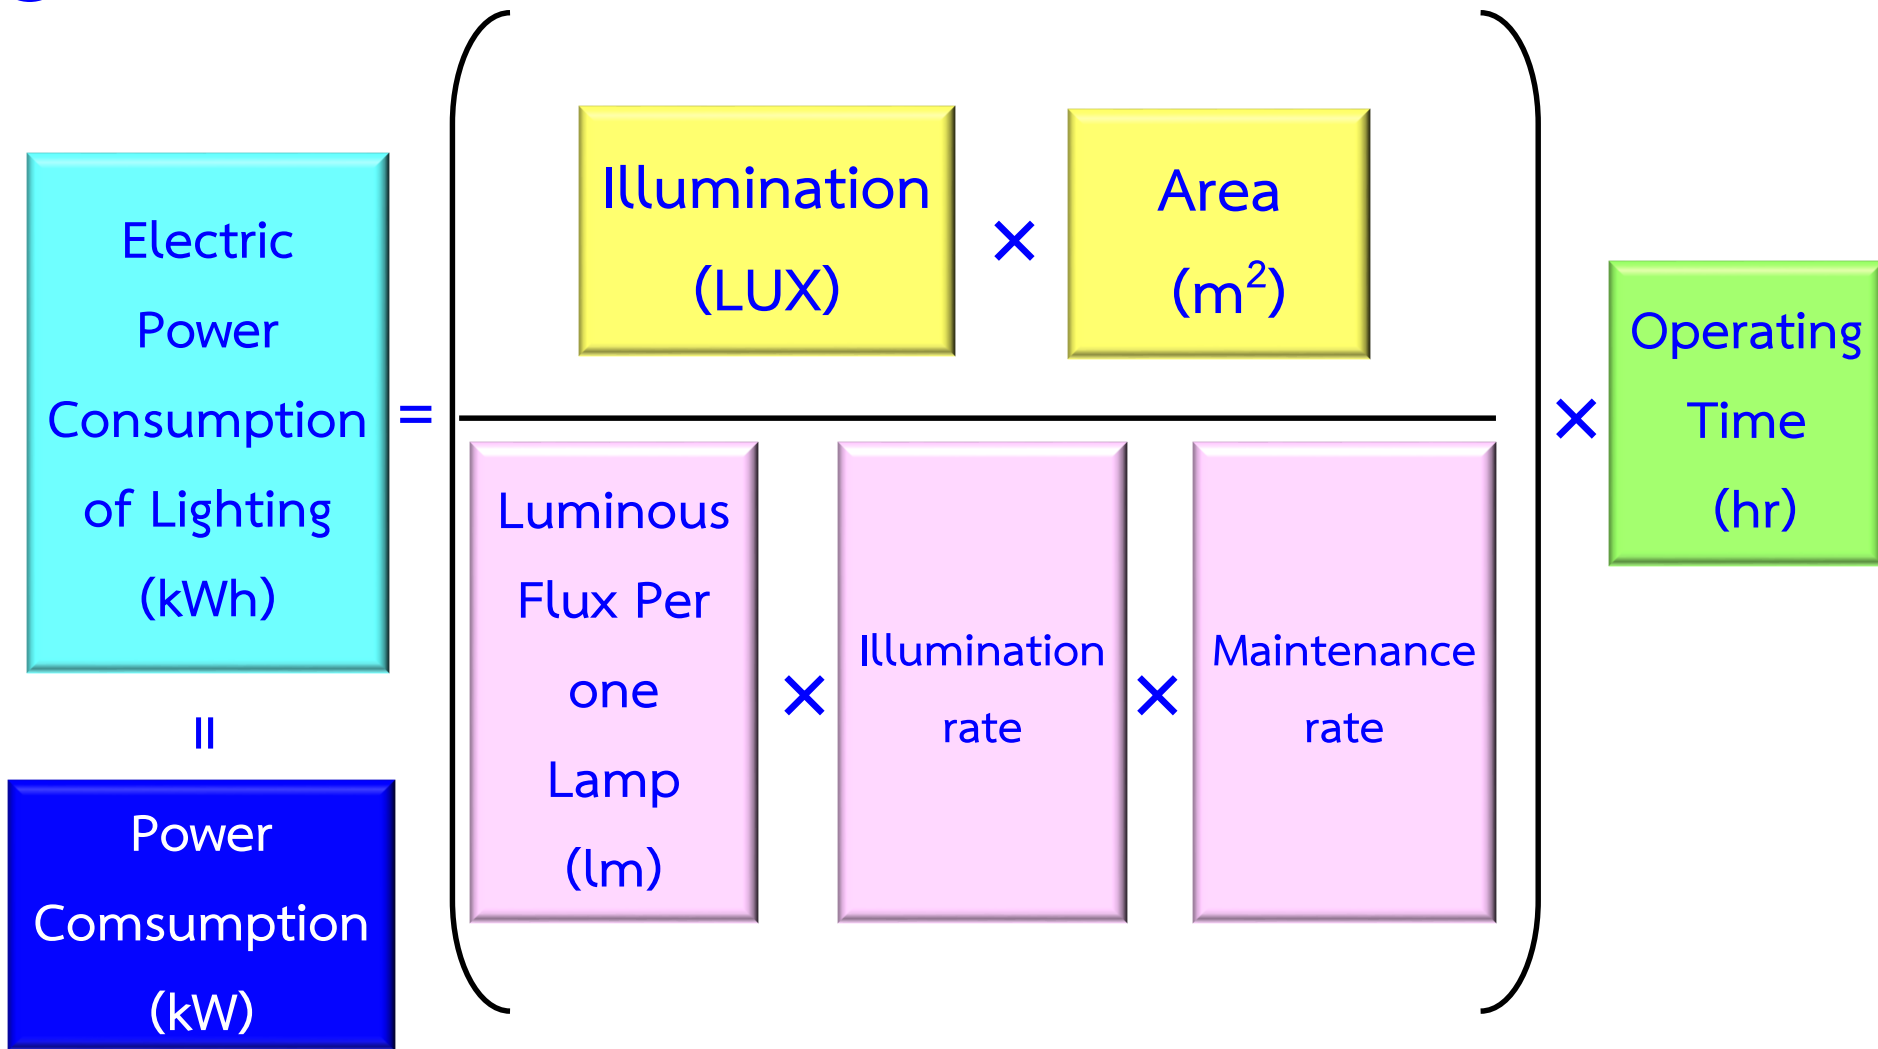 Electric
Power
Consumption
of Lighting
(kWh)
=
Illumination
(LUX)
×
Area
(m²)
Luminous
Flux Per
one
Lamp
(lm)
×
Illumination
rate
×
Maintenance
rate
×
Operating
Time
(hr)
=
Power
Comsumption
(kW)